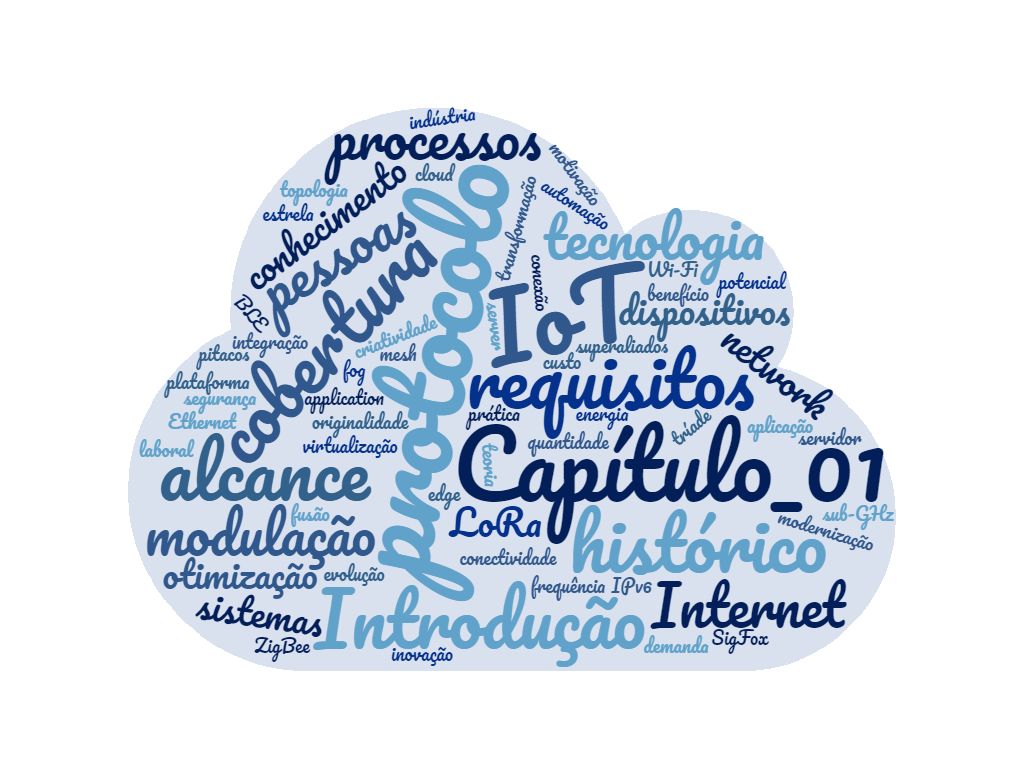 indústria
processos
motivação
cloud
conhecimento
topologia
estrela
automação
transformação
pessoas
protocolo
tecnologia
cobertura
conexão
Wi-Fi
potencial
IoT
benefício
BLE
server
dispositivos
criatividade
integração
pitacos
mesh
superaliados
custo
network
fog
plataforma
requisitos
segurança
application
prática
energia
Ethernet
originalidade
tríade
aplicação
laboral
virtualização
quantidade
servidor
teoria
alcance
Capítulo_01
edge
fusão
LoRa
sub-GHz
modernização
modulação
histórico
conectividade
otimização
evolução
frequência IPv6
sistemas
Introdução
Internet
ZigBee
inovação
demanda
SigFox